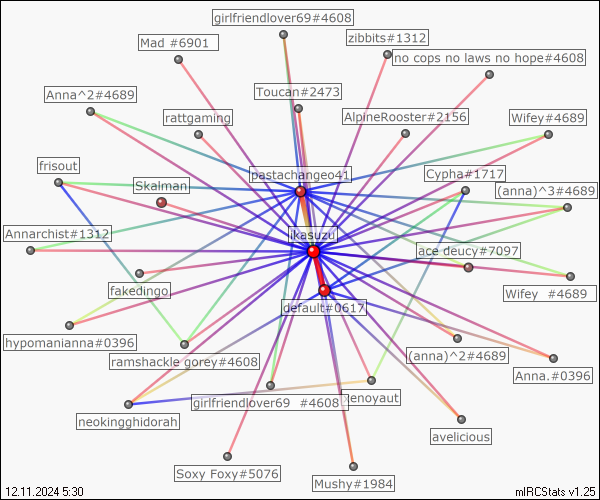 girlfriendlover69#4608
zibbits#1312
Mad #6901
no cops no laws no hope#4608
Toucan#2473
Anna^2#4689
rattgaming
AlpineRooster#2156
Wifey#4689
frisout
pastachangeo41
Cypha#1717
Skalman
(anna)^3#4689
Annarchist#1312
ikasuzu
ace deucy#7097
fakedingo
Wifey #4689
default#0617
hypomanianna#0396
ramshackle gorey#4608
(anna)^2#4689
Anna.#0396
girlfriendlover69 #4608
neokingghidorah
avelicious
Soxy Foxy#5076
Mushy#1984
12.11.2024 5:30
mIRCStats v1.25